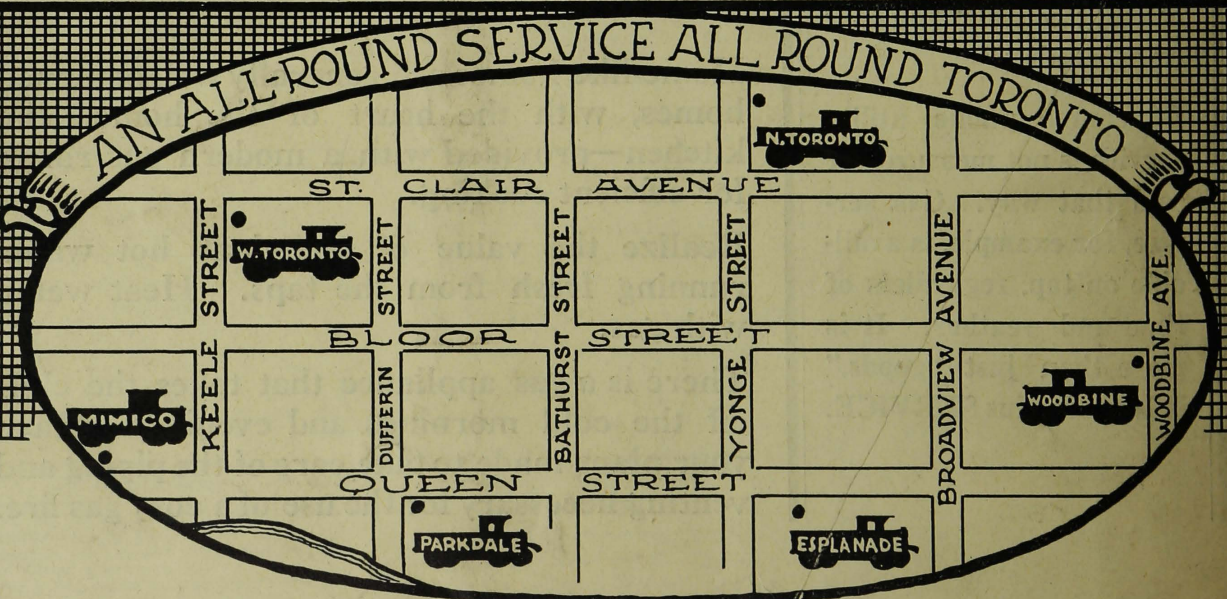 AN ALL-ROUND SERVICE ALL ROUND TORONTO
N. TORONTO
ST. CLAIR AVENUE
W. TORONTO
KEELE STREET
DUFFERIN STREET
BATHURST STREET
YONGE STREET
BROADVIEW AVENUE
WOODBINE AVE.
BLOOR STREET
MIMICO
WOODBINE
QUEEN STREET
PARKDALE
ESPLANADE